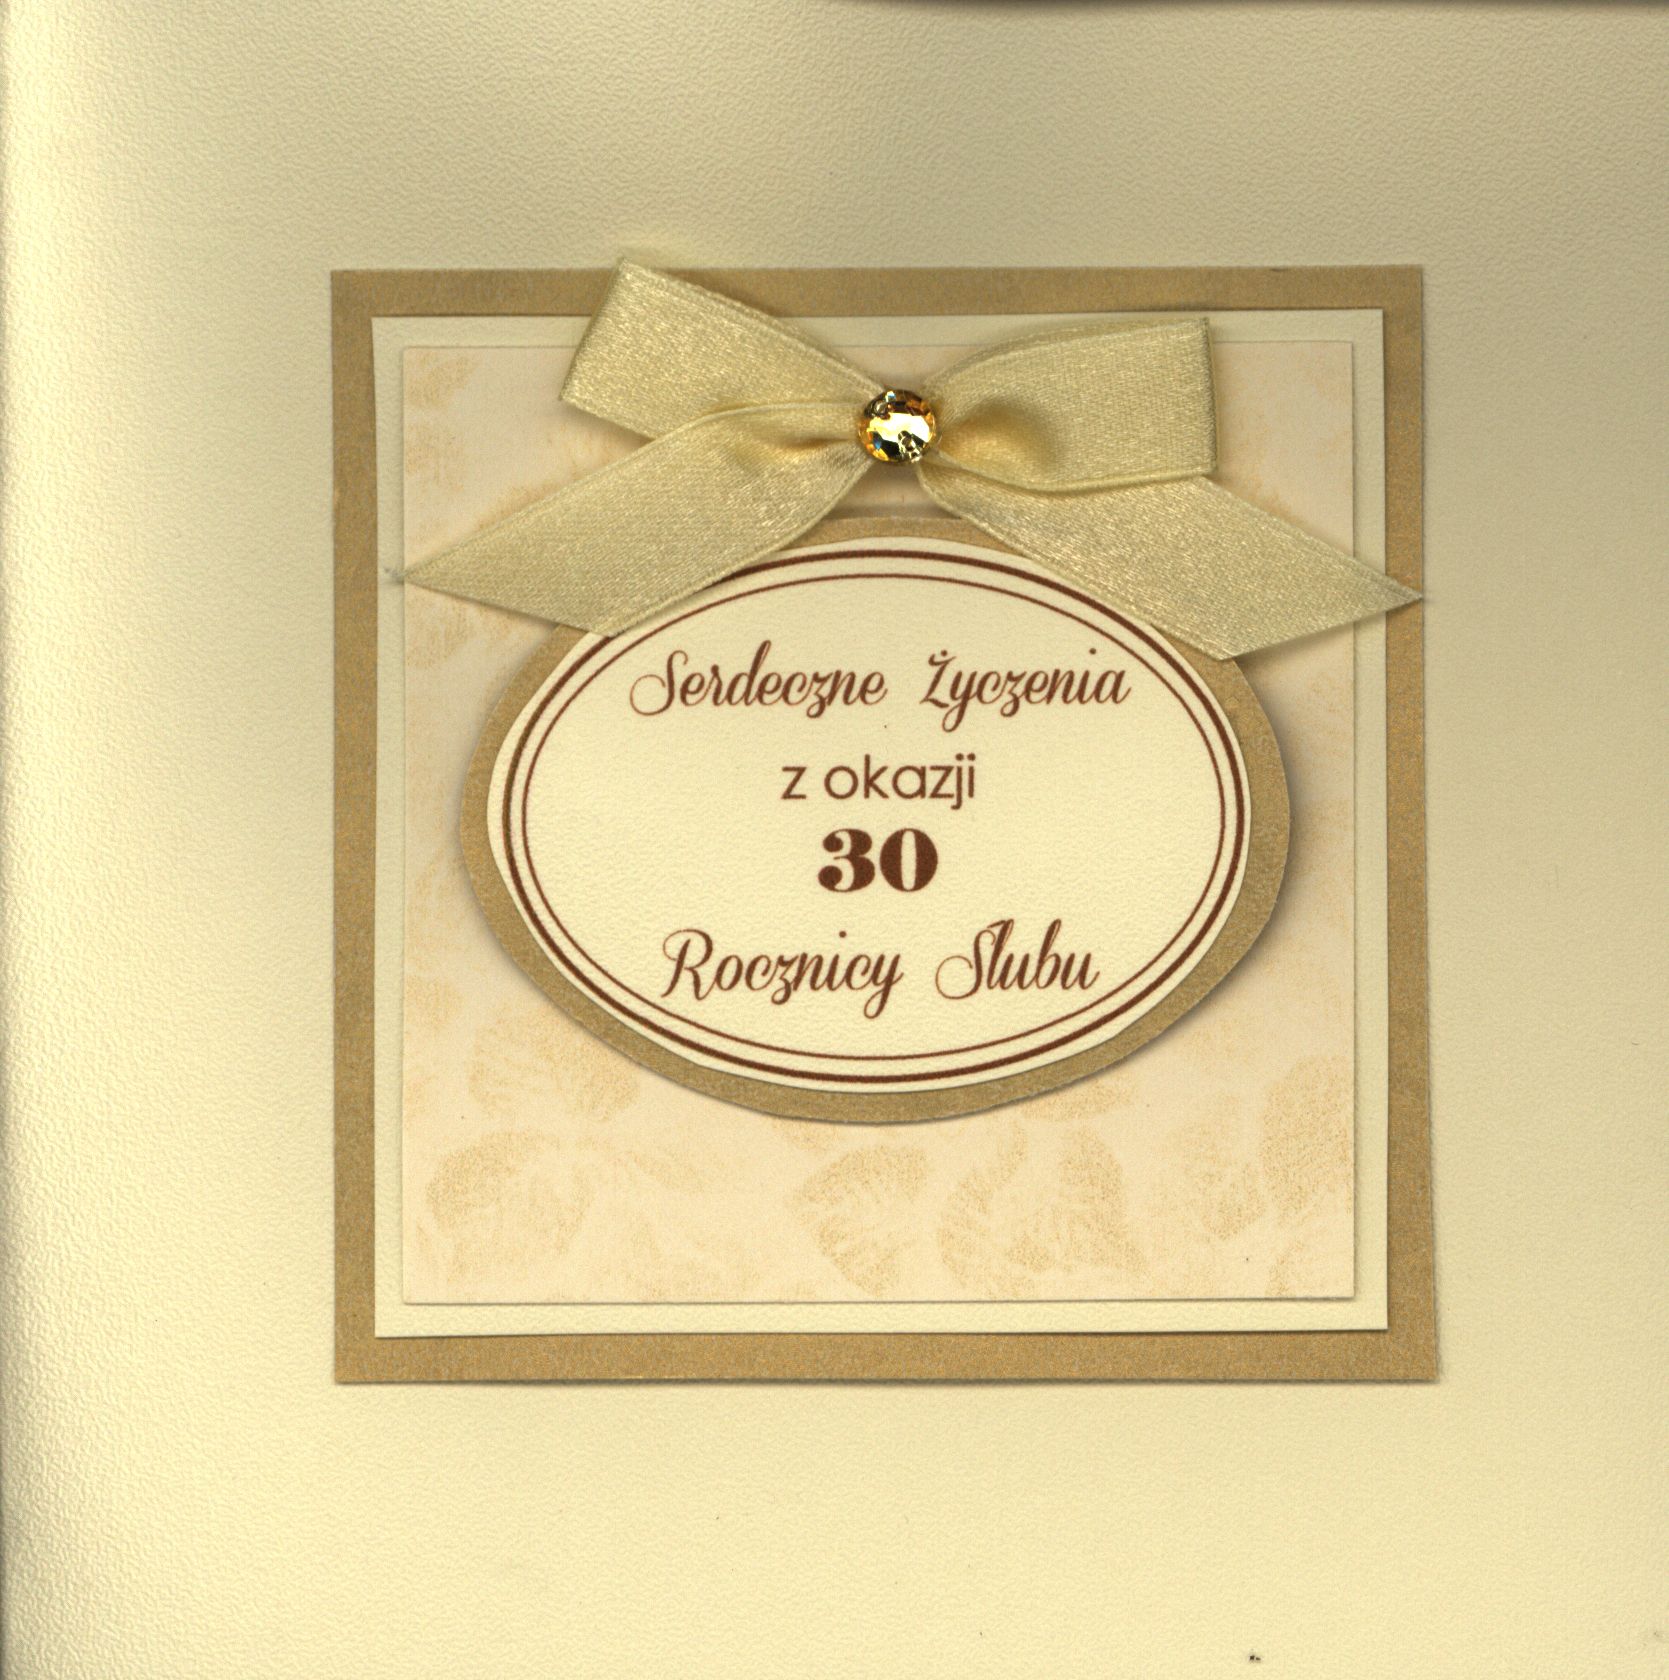 Serdeczne Życzenia
z okazji
30
Rocznicy Ślubu